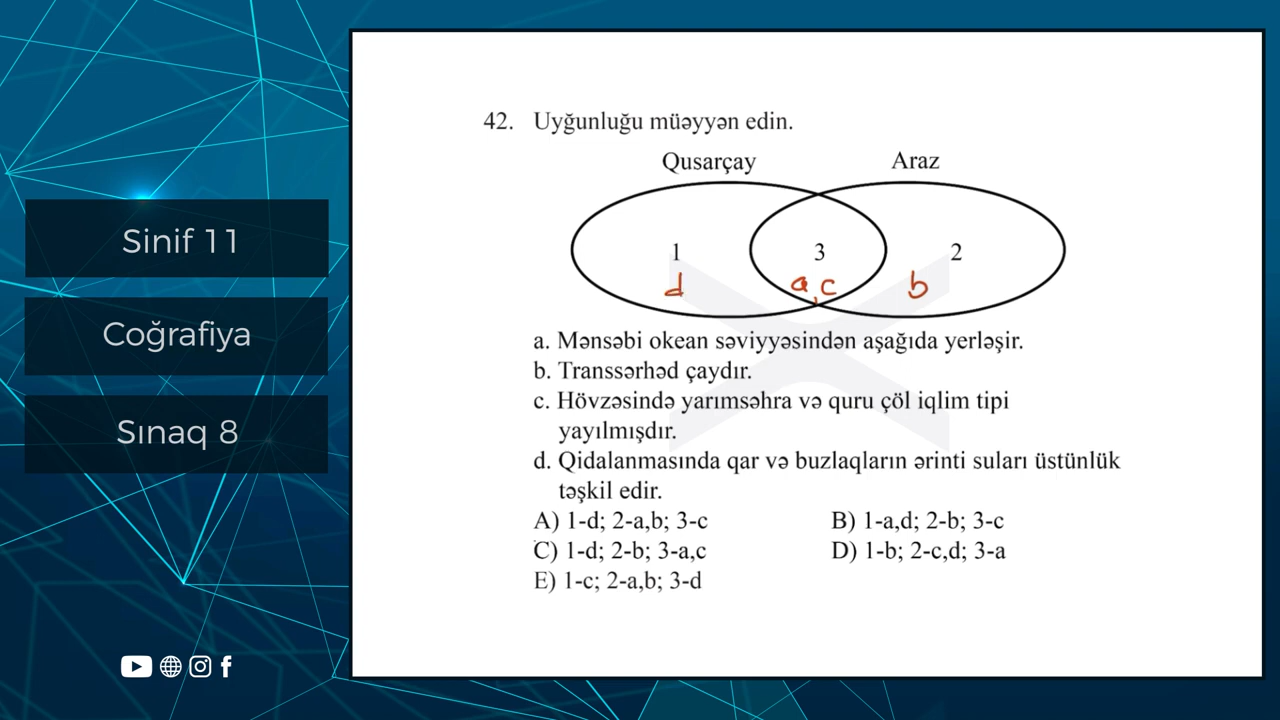 Sinif 11
Coğrafiya
Sınaq 8
42. Uyğunluğu müəyyən edin.
Qusarçay Araz
1 3 2
d a,c b
a. Mənsəbi okean səviyyəsindən aşağıda yerləşir.
b. Transsərhəd çaydır.
c. Hövzəsində yarımsəhra və quru çöl iqlim tipi
yayılmışdır.
d. Qidalanmasında qar və buzlaqların ərinti suları üstünlük
təşkil edir.
A) 1-d; 2-a,b; 3-c B) 1-a,d; 2-b; 3-c
C) 1-d; 2-b; 3-a,c D) 1-b; 2-c,d; 3-a
E) 1-c; 2-a,b; 3-d